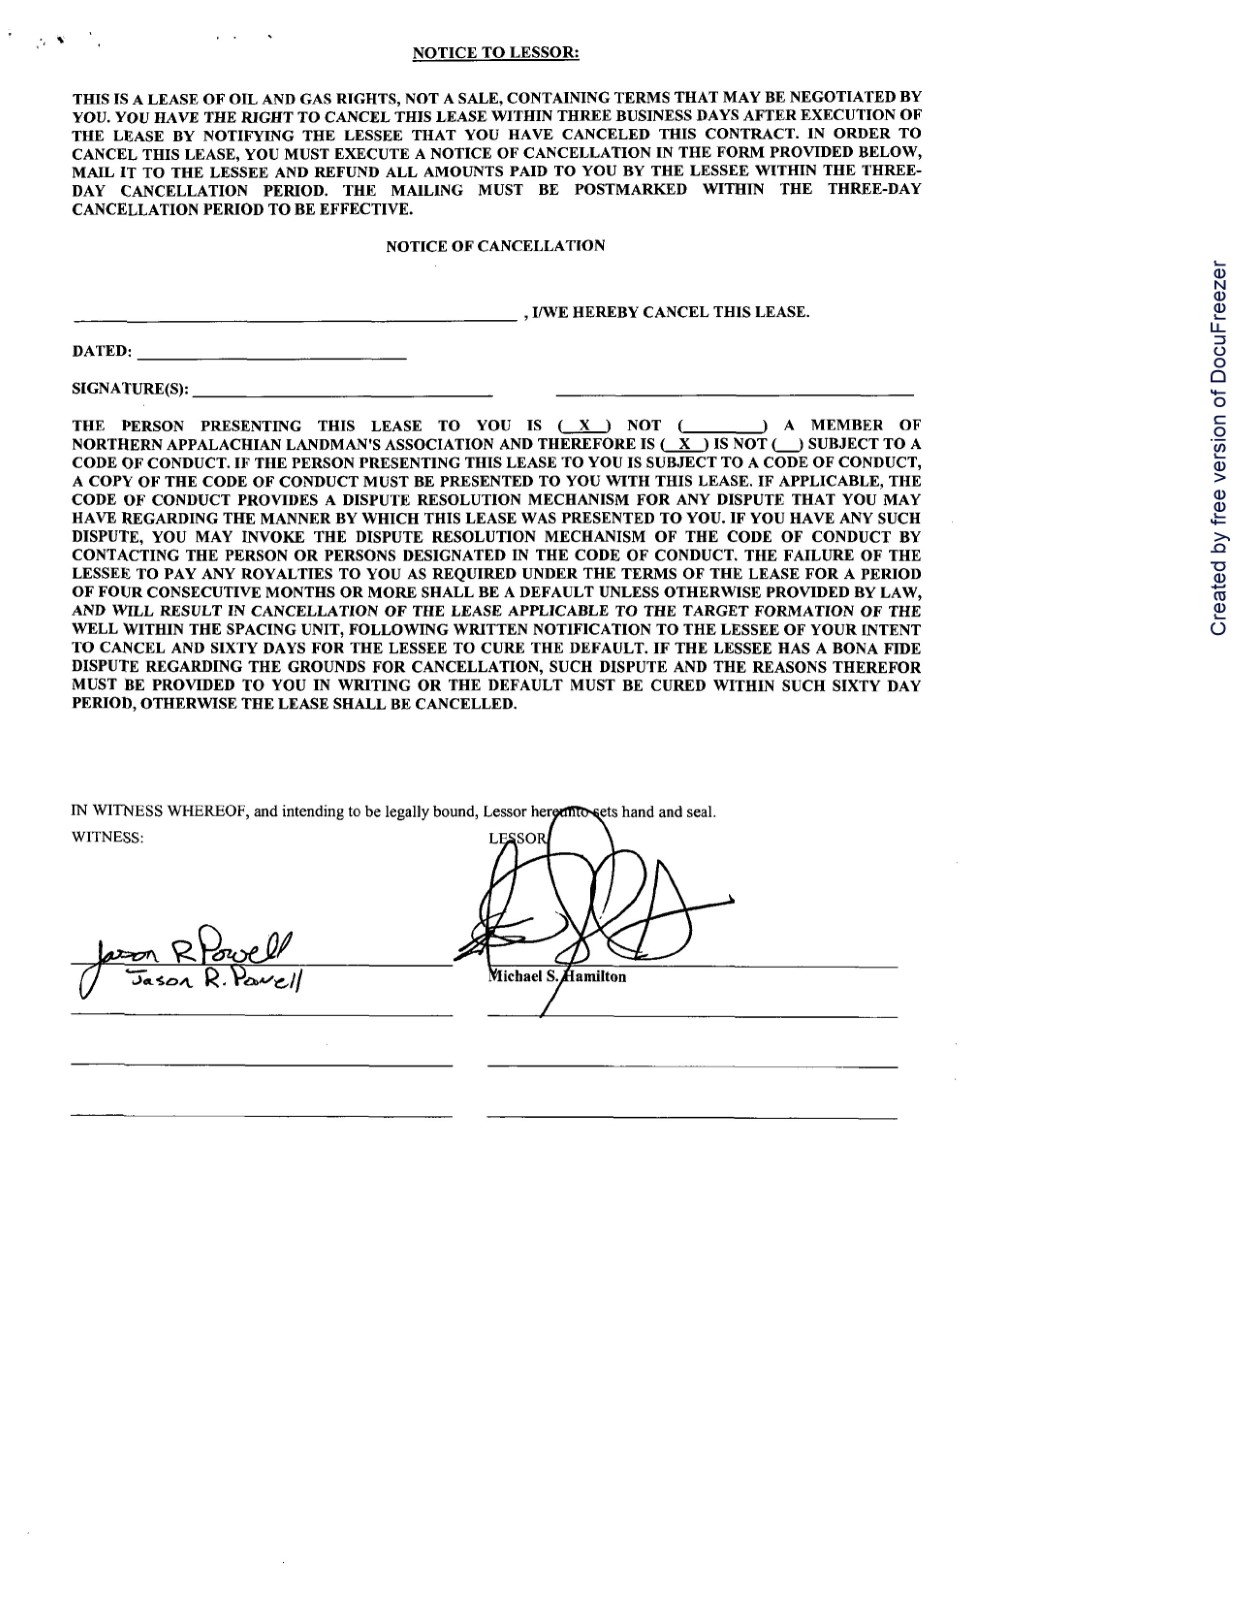 NOTICE TO LESSOR:
THIS IS A LEASE OF OIL AND GAS RIGHTS, NOT A SALE, CONTAINING TERMS THAT MAY BE NEGOTIATED BY
YOU. YOU HAVE THE RIGHT TO CANCEL THIS LEASE WITHIN THREE BUSINESS DAYS AFTER EXECUTION OF
THE LEASE BY NOTIFYING THE LESSEE THAT YOU HAVE CANCELED THIS CONTRACT. IN ORDER TO
CANCEL THIS LEASE, YOU MUST EXECUTE A NOTICE OF CANCELLATION IN THE FORM PROVIDED BELOW,
MAIL IT TO THE LESSEE AND REFUND ALL AMOUNTS PAID TO YOU BY THE LESSEE WITHIN THE THREE-
DAY CANCELLATION PERIOD. THE MAILING MUST BE POSTMARKED WITHIN THE THREE-DAY
CANCELLATION PERIOD TO BE EFFECTIVE.
NOTICE OF CANCELLATION
____________________, I/WE HEREBY CANCEL THIS LEASE.
DATED: ____________________
SIGNATURE(S): ____________________ ____________________
THE PERSON PRESENTING THIS LEASE TO YOU IS ( X ) NOT (________) A MEMBER OF
NORTHERN APPALACHIAN LANDMAN'S ASSOCIATION AND THEREFORE IS ( X ) IS NOT (__) SUBJECT TO A
CODE OF CONDUCT. IF THE PERSON PRESENTING THIS LEASE TO YOU IS SUBJECT TO A CODE OF CONDUCT,
A COPY OF THE CODE OF CONDUCT MUST BE PRESENTED TO YOU WITH THIS LEASE. IF APPLICABLE, THE
CODE OF CONDUCT PROVIDES A DISPUTE RESOLUTION MECHANISM FOR ANY DISPUTE THAT YOU MAY
HAVE REGARDING THE MANNER BY WHICH THIS LEASE WAS PRESENTED TO YOU. IF YOU HAVE ANY SUCH
DISPUTE, YOU MAY INVOKE THE DISPUTE RESOLUTION MECHANISM OF THE CODE OF CONDUCT BY
CONTACTING THE PERSON OR PERSONS DESIGNATED IN THE CODE OF CONDUCT. THE FAILURE OF THE
LESSEE TO PAY ANY ROYALTIES TO YOU AS REQUIRED UNDER THE TERMS OF THE LEASE FOR A PERIOD
OF FOUR CONSECUTIVE MONTHS OR MORE SHALL BE A DEFAULT UNLESS OTHERWISE PROVIDED BY LAW,
AND WILL RESULT IN CANCELLATION OF THE LEASE APPLICABLE TO THE TARGET FORMATION OF THE
WELL WITHIN THE SPACING UNIT, FOLLOWING WRITTEN NOTIFICATION TO THE LESSEE OF YOUR INTENT
TO CANCEL AND SIXTY DAYS FOR THE LESSEE TO CURE THE DEFAULT. IF THE LESSEE HAS A BONA FIDE
DISPUTE REGARDING THE GROUNDS FOR CANCELLATION, SUCH DISPUTE AND THE REASONS THEREFOR
MUST BE PROVIDED TO YOU IN WRITING OR THE DEFAULT MUST BE CURED WITHIN SUCH SIXTY DAY
PERIOD, OTHERWISE THE LEASE SHALL BE CANCELLED.
IN WITNESS WHEREOF, and intending to be legally bound, Lessor hereunto sets hand and seal.
WITNESS: LESSOR
Jason R Powell
Jason R. Powell Michael S. Hamilton
Created by free version of DocuFreezer